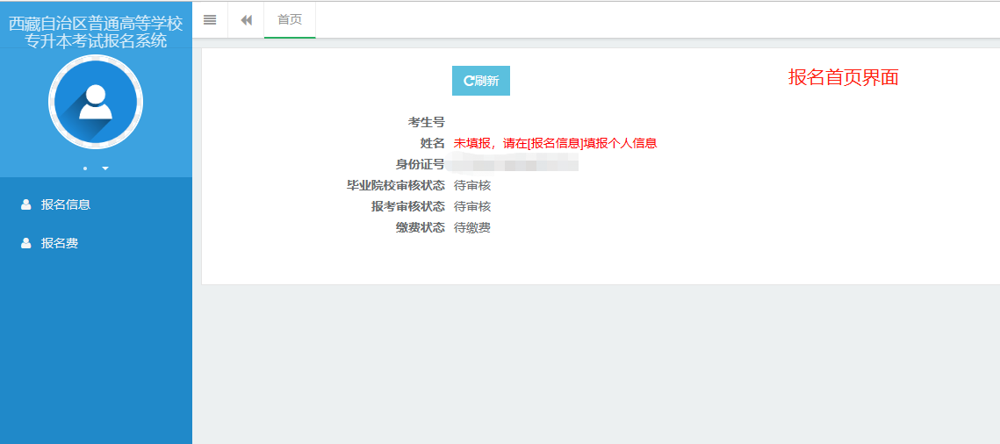 西藏自治区普通高等学校
专升本考试报名系统
首页
刷新
报名首页界面
考生号
姓名 未填报，请在[报名信息]填报个人信息
身份证号
毕业院校审核状态 待审核
报考审核状态 待审核
缴费状态 待缴费
报名信息
报名费